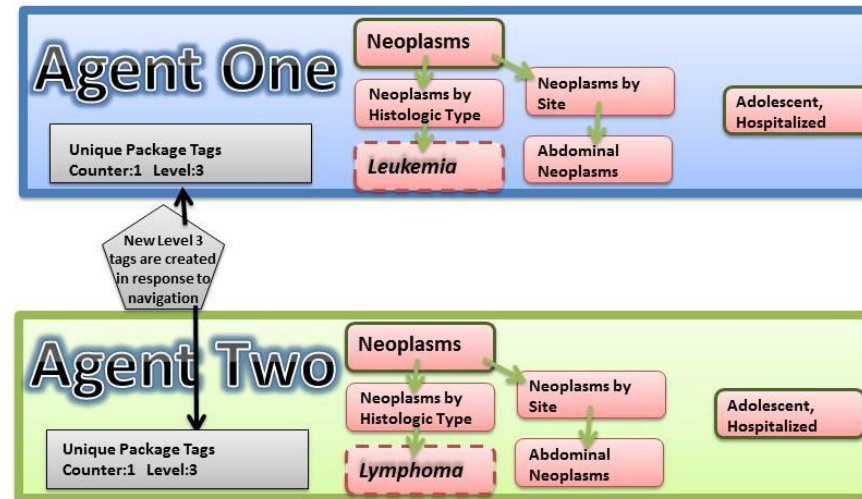 Agent One
Neoplasms
Neoplasms by
Histologic Type
Leukemia
Neoplasms by
Site
Abdominal
Neoplasms
Adolescent,
Hospitalized
Unique Package Tags
Counter:1 Level:3
New Level 3
tags are created
in response to
navigation
Agent Two
Neoplasms
Neoplasms by
Histologic Type
Lymphoma
Neoplasms by
Site
Abdominal
Neoplasms
Adolescent,
Hospitalized
Unique Package Tags
Counter:1 Level:3